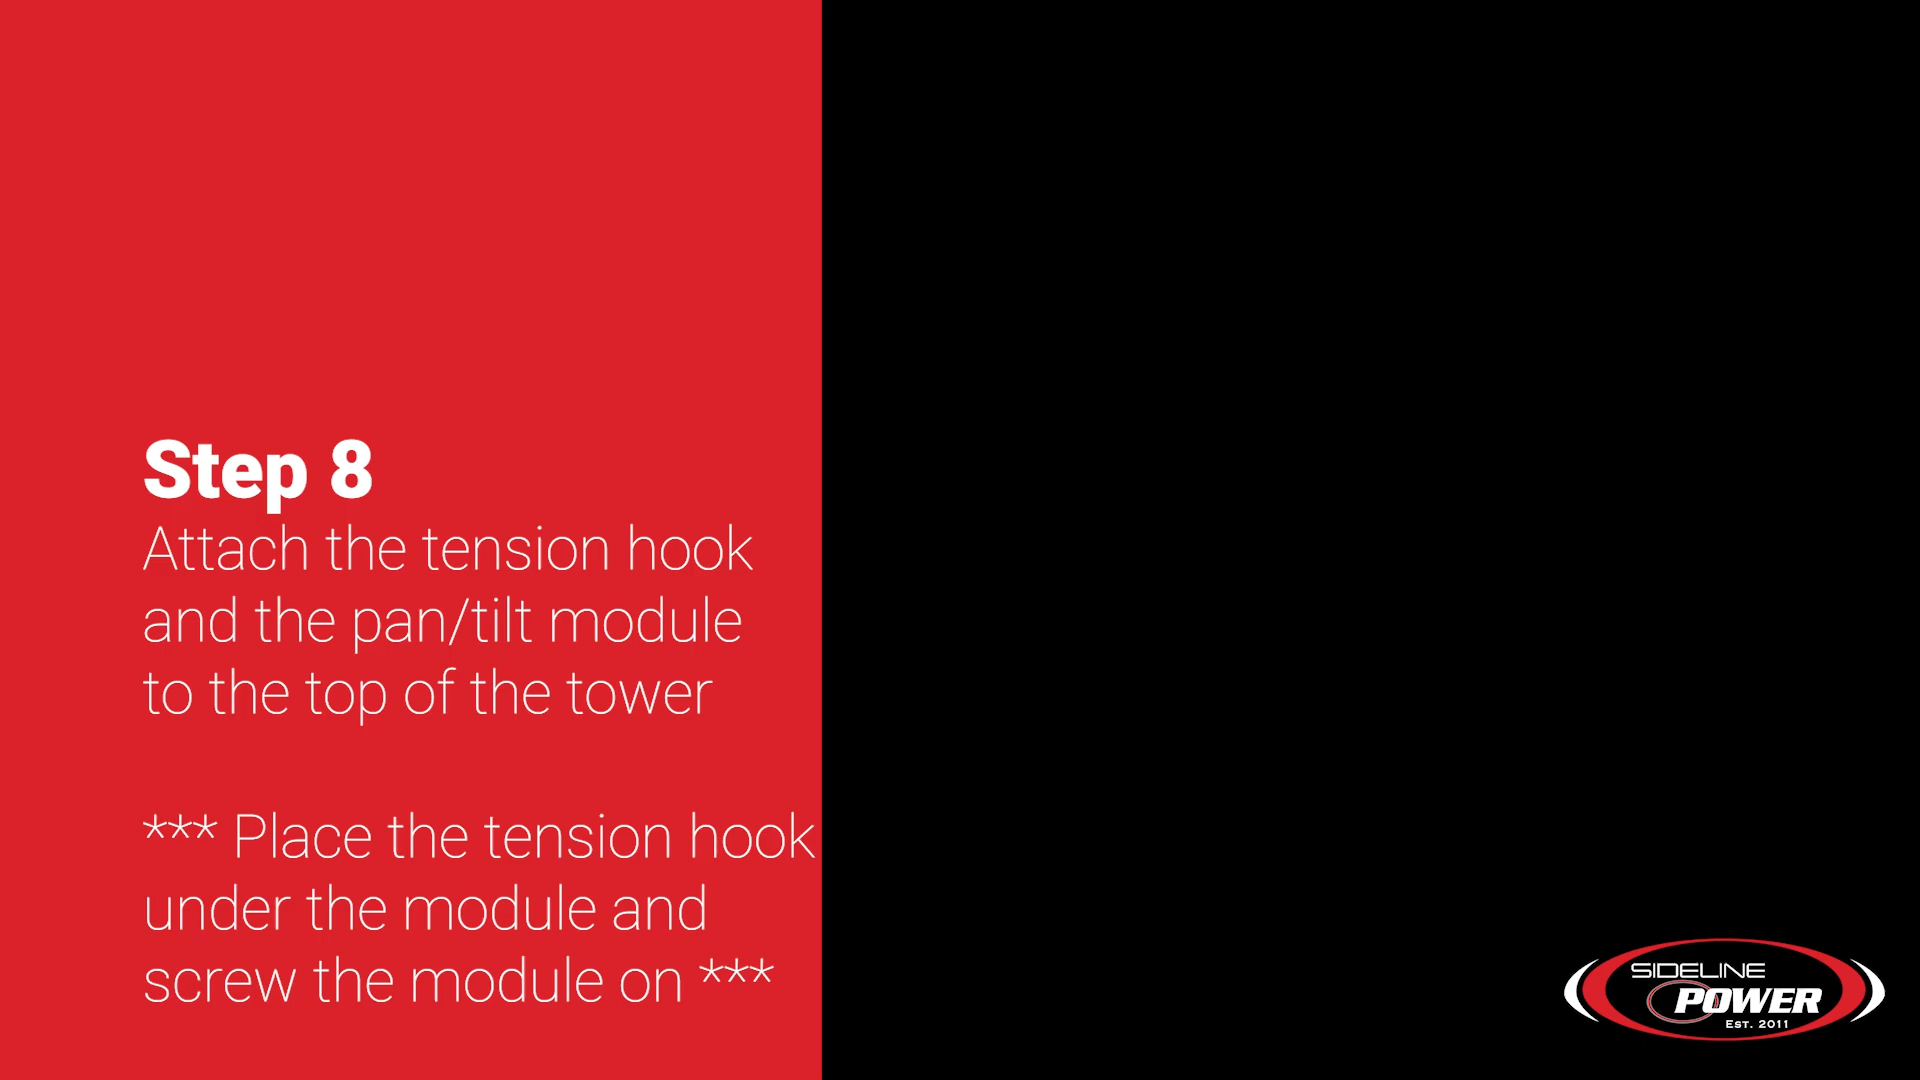 Step 8
Attach the tension hook
and the pan/tilt module
to the top of the tower
*** Place the tension hook
under the module and
screw the module on ***
SIDELINE
POWER
EST. 2011